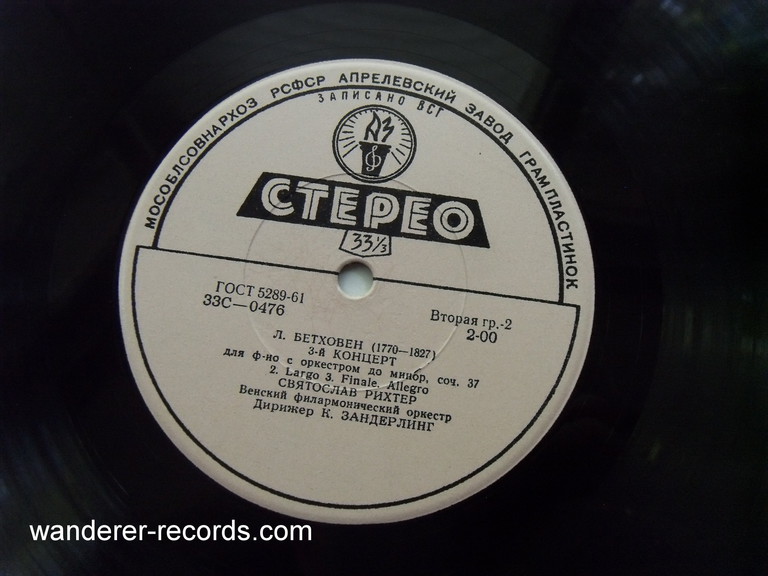 МОСОБЛСОВНАРХОЗ РСФСР АПРЕЛЕВСКИЙ ЗАВОД ГРАМПЛАСТИНОК
ЗАПИСАНО ВСГ
АЗ
СТЕРЕО
33⅓
ГОСТ 5289-61
33С—0476
Вторая гр.-2
2-00
Л. БЕТХОВЕН (1770—1827)
3-й КОНЦЕРТ
для ф-но с оркестром до минор, соч. 37
2. Largo 3. Finale. Allegro
СВЯТОСЛАВ РИХТЕР
Венский филармонический оркестр
Дирижер К. ЗАНДЕРЛИНГ
wanderer-records.com